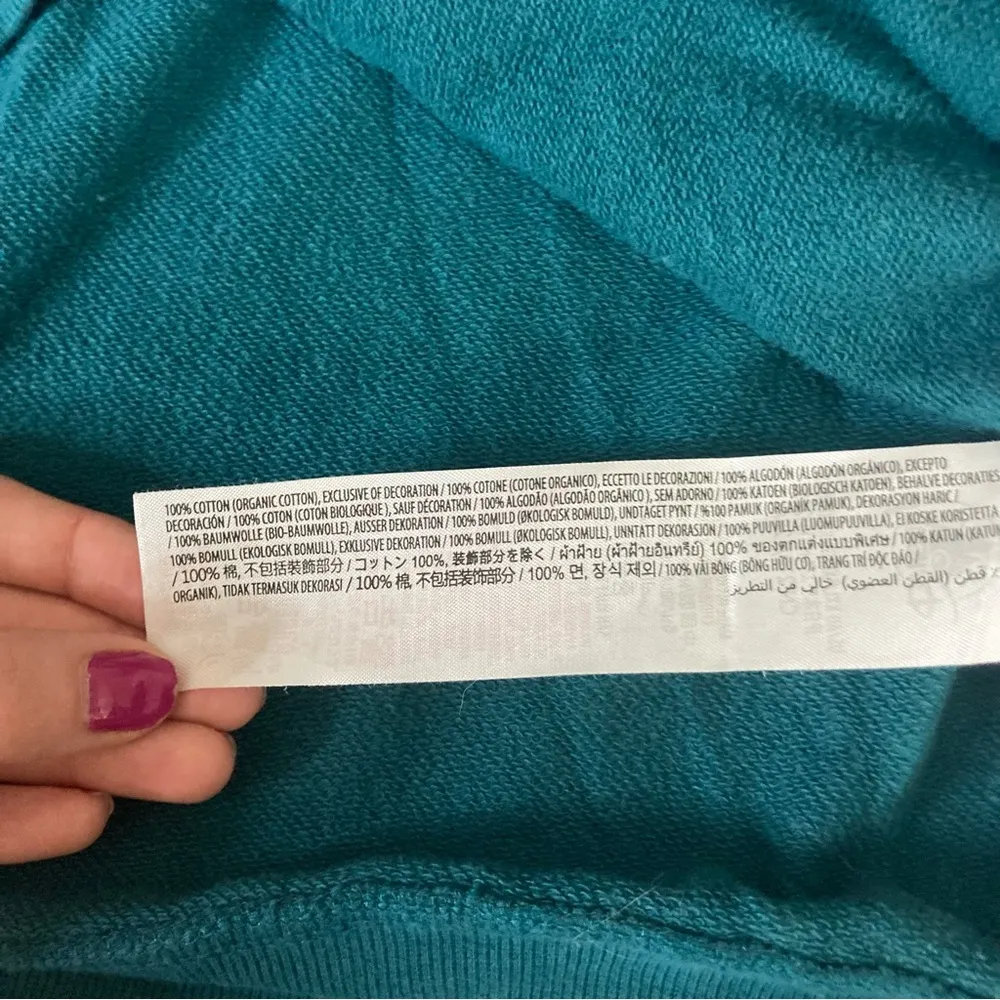 100% COTTON (ORGANIC COTTON), EXCLUSIVE OF DECORATION / 100% COTONE (COTONE ORGANICO), ECCETTO LE DECORAZIONI / 100% ALGODÓN (ALGODÓN ORGÁNICO), EXCEPTO
DECORACIÓN / 100% COTON (COTON BIOLOGIQUE ), SAUF DÉCORATION / 100% ALGODÃO (ALGODÃO ORGÂNICO ), SEM ADORNO / 100% KATOEN (BIOLOGISCH KATOEN). BEHALVE DECORATIES
/ 100% BAUMWOLLE (BIO-BAUMWOLLE), AUSSER DEKORATION / 100% BOMULD (ØKOLOGISK BOMULD), UNDTAGET PYNT / %100 PAMUK (ORGANİK PAMUK), DEKORASYON HARIC /
100% BOMULL (EKOLOGISK BOMULL), EXKLUSIVE DEKORATION / 100% BOMULL (ØKOLOGISK BOMULL), UNNTATT DEKORASJON / 100% PUUVILLA (LUOMUPUUVILLA), EI KOSKE KORISTEITA
/ 100% 棉, 不包括裝飾部分 / コットン 100%, 装飾部分を除く / ผ้าฝ้าย (ผ้าฝ้ายอินทรีย์) 100% ของตกแต่งแบบพิเศษ / 100% KATUN (KATUN
ORGANIK), TIDAK TERMASUK DEKORASI / 100% 棉, 不包括装饰部分 / 100% 면, 장식 제외 / 100% VẢI BÔNG (BÔNG HỮU CƠ), TRANG TRÍ ĐỘC ĐÁO /
٪ قطن (القطن العضوي) خالي من التطريز